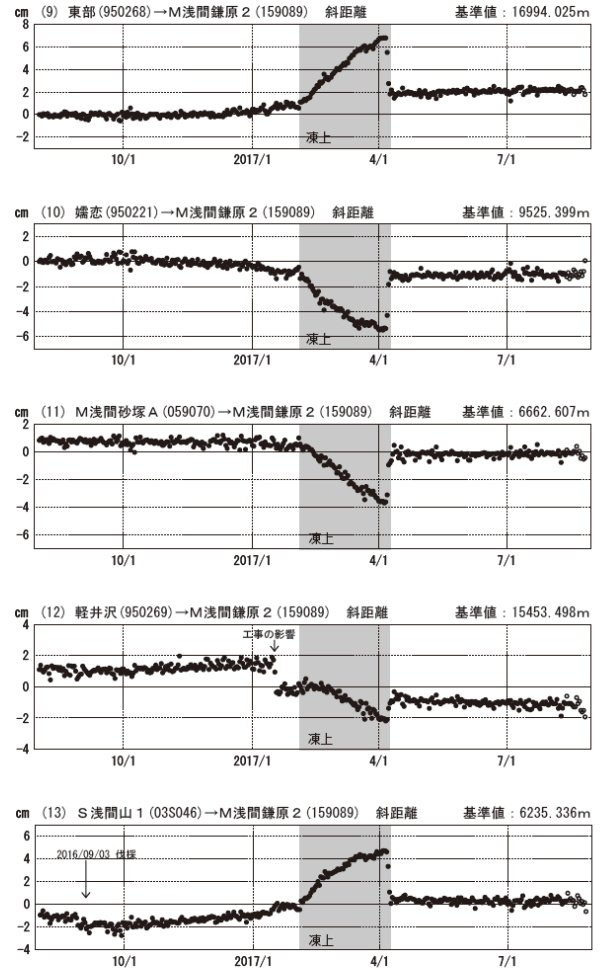 cm (9) 東部(950268)→M浅間鎌原2(159089) 斜距離 基準値：16994.025m
8
6
4
2
0
-2
凍上
10/1 2017/1 4/1 7/1
cm (10) 嬬恋(950221)→M浅間鎌原2(159089) 斜距離 基準値：9525.399m
2
0
-2
-4
-6
凍上
10/1 2017/1 4/1 7/1
cm (11) M浅間砂塚A(059070)→M浅間鎌原2(159089) 斜距離 基準値：6662.607m
2
0
-2
-4
-6
凍上
10/1 2017/1 4/1 7/1
cm (12) 軽井沢(950269)→M浅間鎌原2(159089) 斜距離 基準値：15453.498m
工事の影響
4
2
0
-2
-4
凍上
10/1 2017/1 4/1 7/1
cm (13) S浅間山1(03S046)→M浅間鎌原2(159089) 斜距離 基準値：6235.336m
2016/09/03 伐採
6
4
2
0
-2
-4
凍上
10/1 2017/1 4/1 7/1